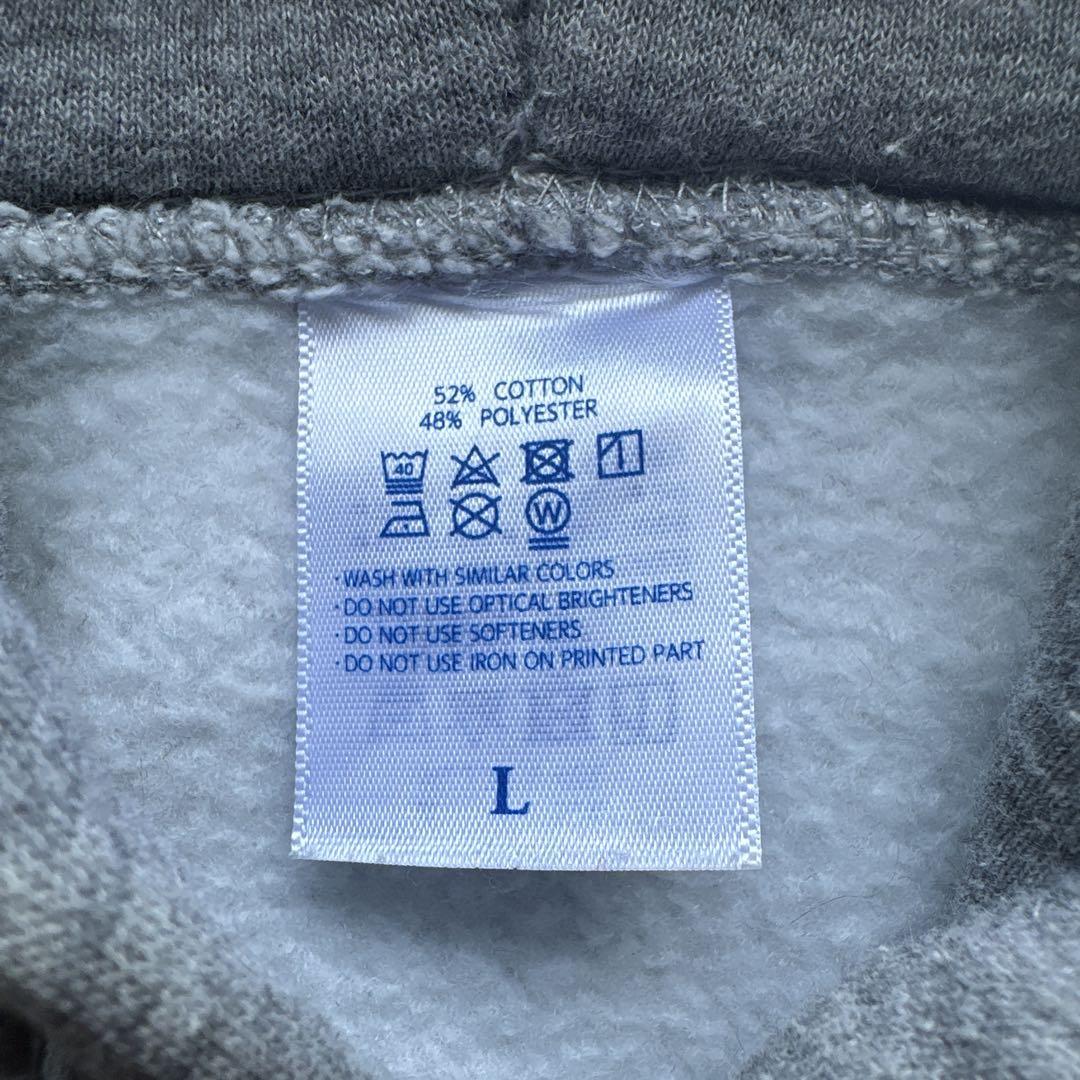 52% COTTON
48% POLYESTER
40
W
· WASH WITH SIMILAR COLORS
· DO NOT USE OPTICAL BRIGHTENERS
· DO NOT USE SOFTENERS
· DO NOT USE IRON ON PRINTED PART
L